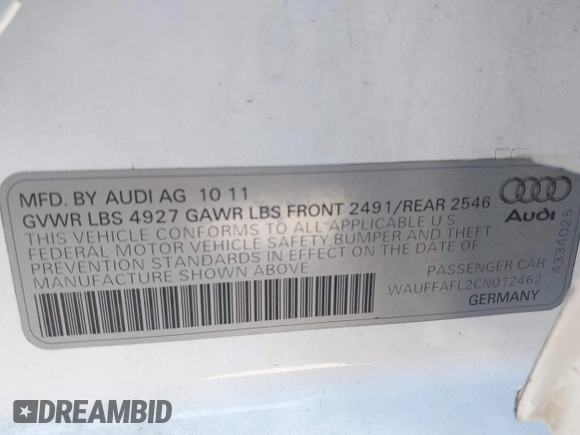 MFD. BY AUDI AG 10 11
GVWR LBS 4927 GAWR LBS FRONT 2491/REAR 2546
THIS VEHICLE CONFORMS TO ALL APPLICABLE U S
FEDERAL MOTOR VEHICLE SAFETY, BUMPER AND THEFT
PREVENTION STANDARDS IN EFFECT ON THE DATE OF
MANUFACTURE SHOWN ABOVE
PASSENGER CAR
WAUFFAFL2CN012462
GERMANY
Audi
4334025
DREAMBID